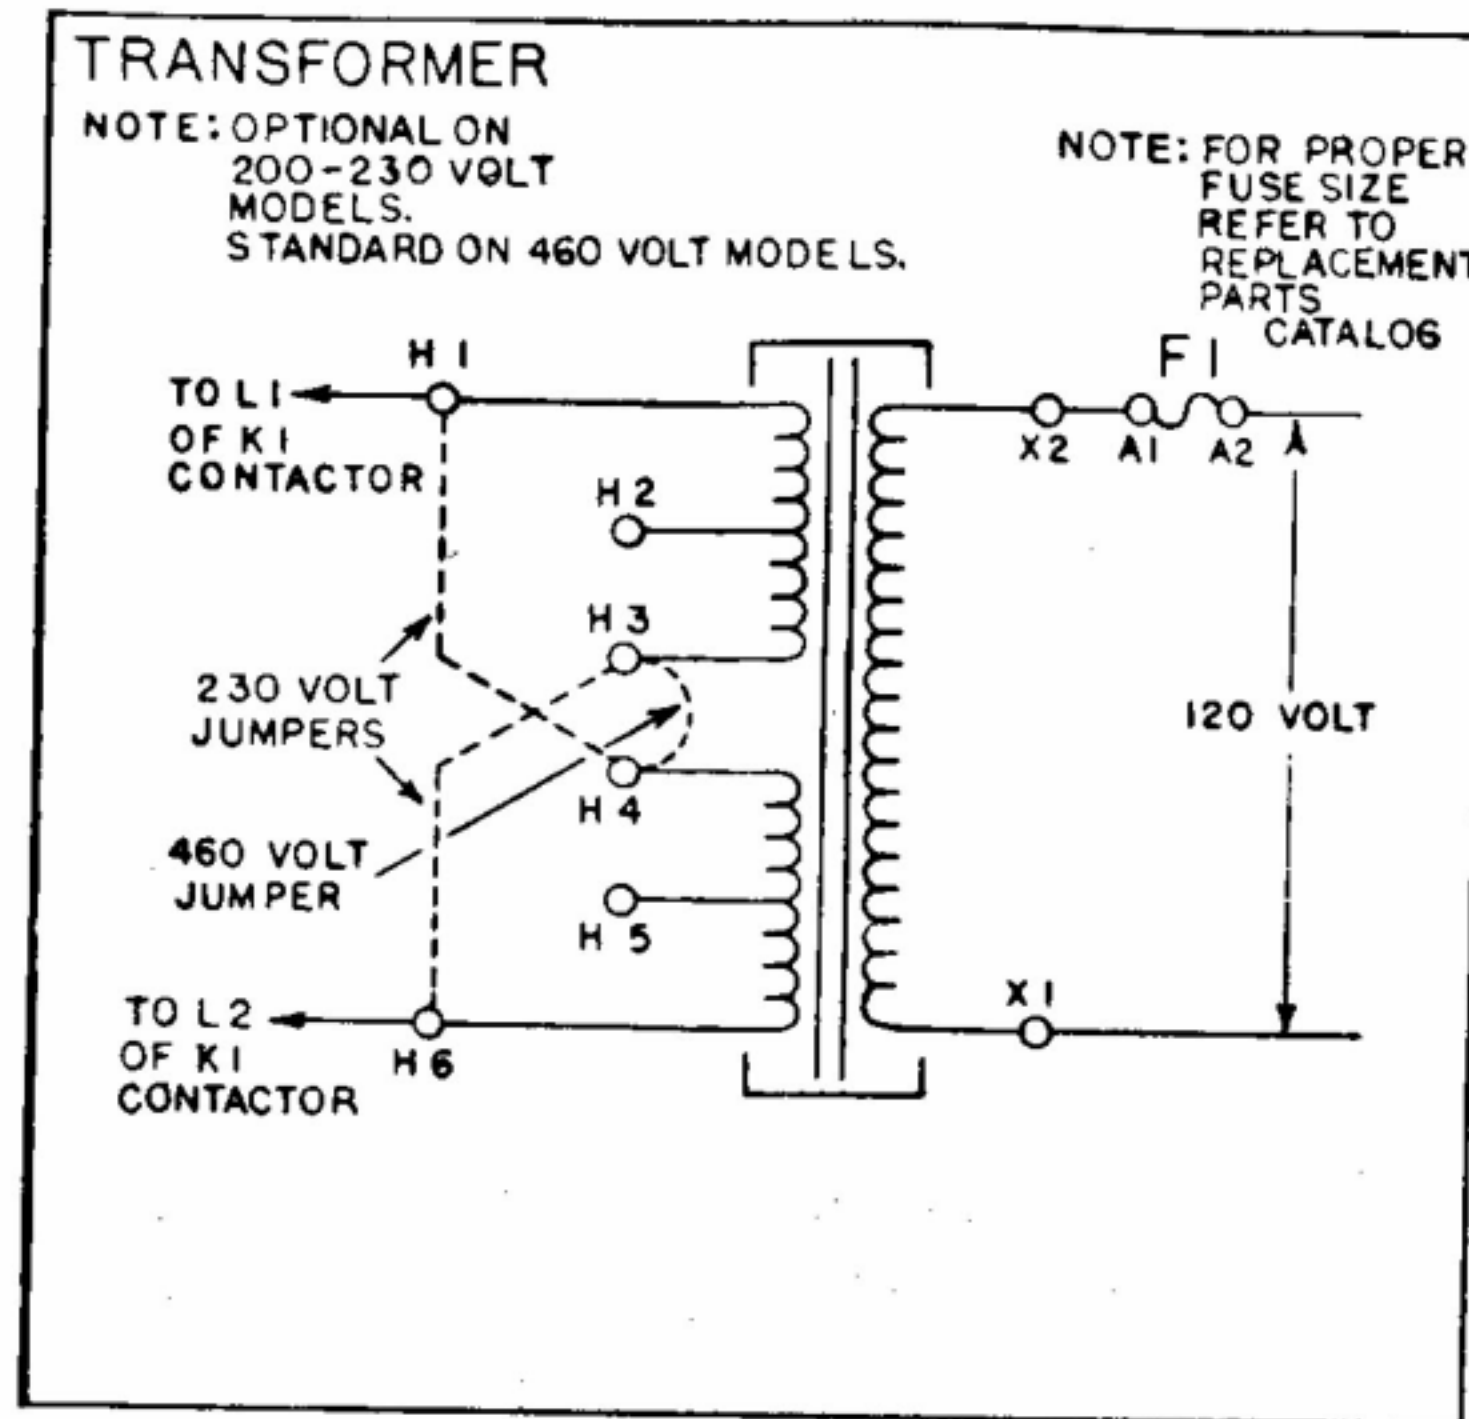 TRANSFORMER
NOTE: OPTIONAL ON
200-230 VOLT
MODELS.
STANDARD ON 460 VOLT MODELS.
NOTE: FOR PROPER
FUSE SIZE
REFER TO
REPLACEMENT
PARTS
CATALOG
F1
H1
TO L1
OF K1
CONTACTOR
X2 A1 A2
H2
H3
230 VOLT
JUMPERS
120 VOLT
H4
460 VOLT
JUMPER
H5
X1
TO L2
OF K1
CONTACTOR
H6